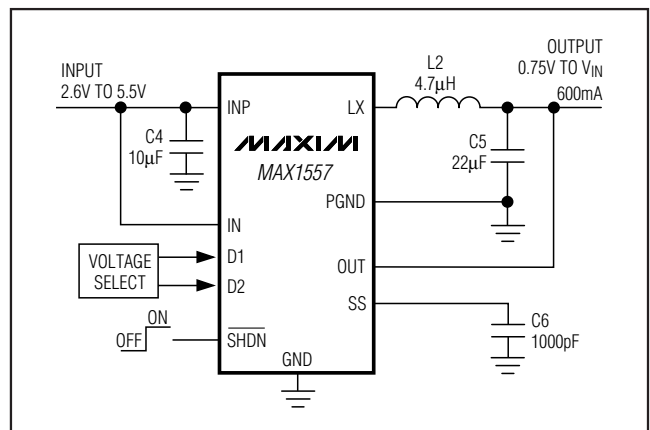 INPUT
2.6V TO 5.5V
C4
10µF
INP
IN
VOLTAGE
SELECT
D1
D2
ON
OFF
SHDN
GND
MAXIM
MAX1557
LX
PGND
OUT
SS
L2
4.7µH
OUTPUT
0.75V TO VIN
600mA
C5
22µF
C6
1000pF